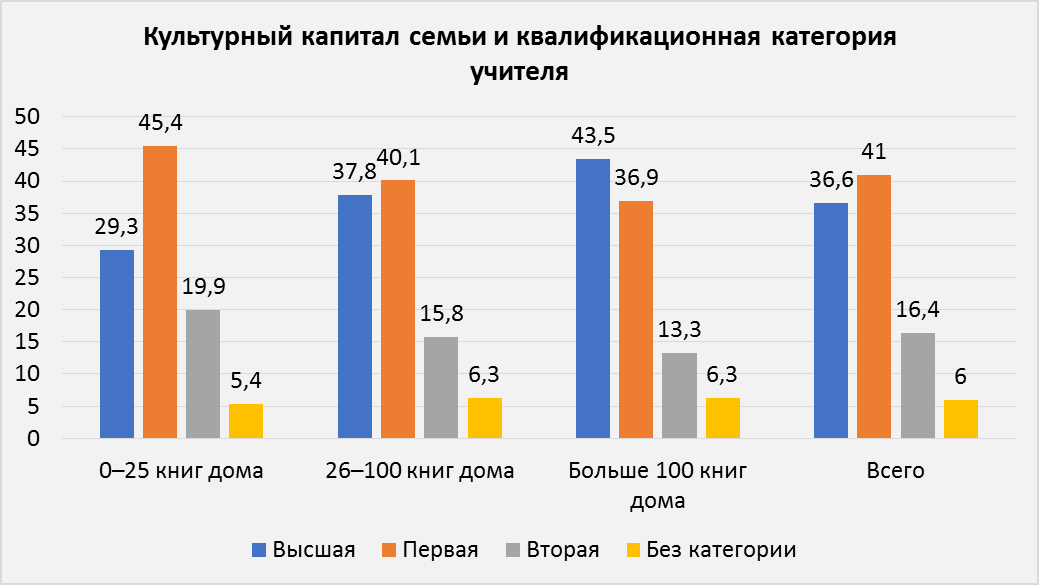 Культурный капитал семьи и квалификационная категория
учителя
50
45
40
35
30
25
20
15
10
5
0
29,3
45,4
19,9
5,4
37,8
40,1
15,8
6,3
43,5
36,9
13,3
6,3
36,6
41
16,4
6
0–25 книг дома
26–100 книг дома
Больше 100 книг
дома
Всего
Высшая
Первая
Вторая
Без категории